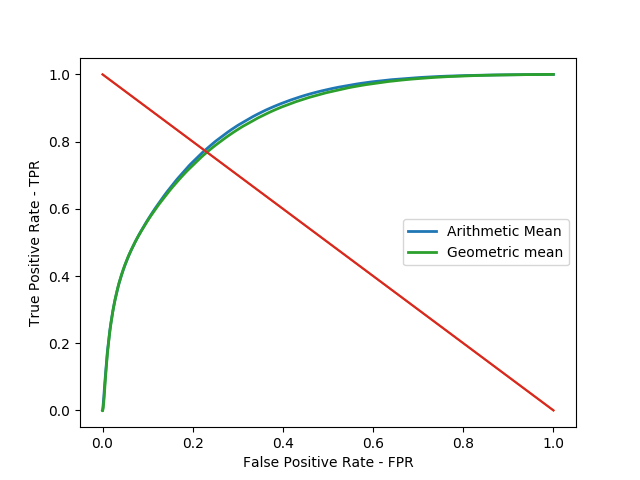 1.0
0.8
0.6
0.4
0.2
0.0
True Positive Rate - TPR
Arithmetic Mean
Geometric mean
0.0 0.2 0.4 0.6 0.8 1.0
False Positive Rate - FPR